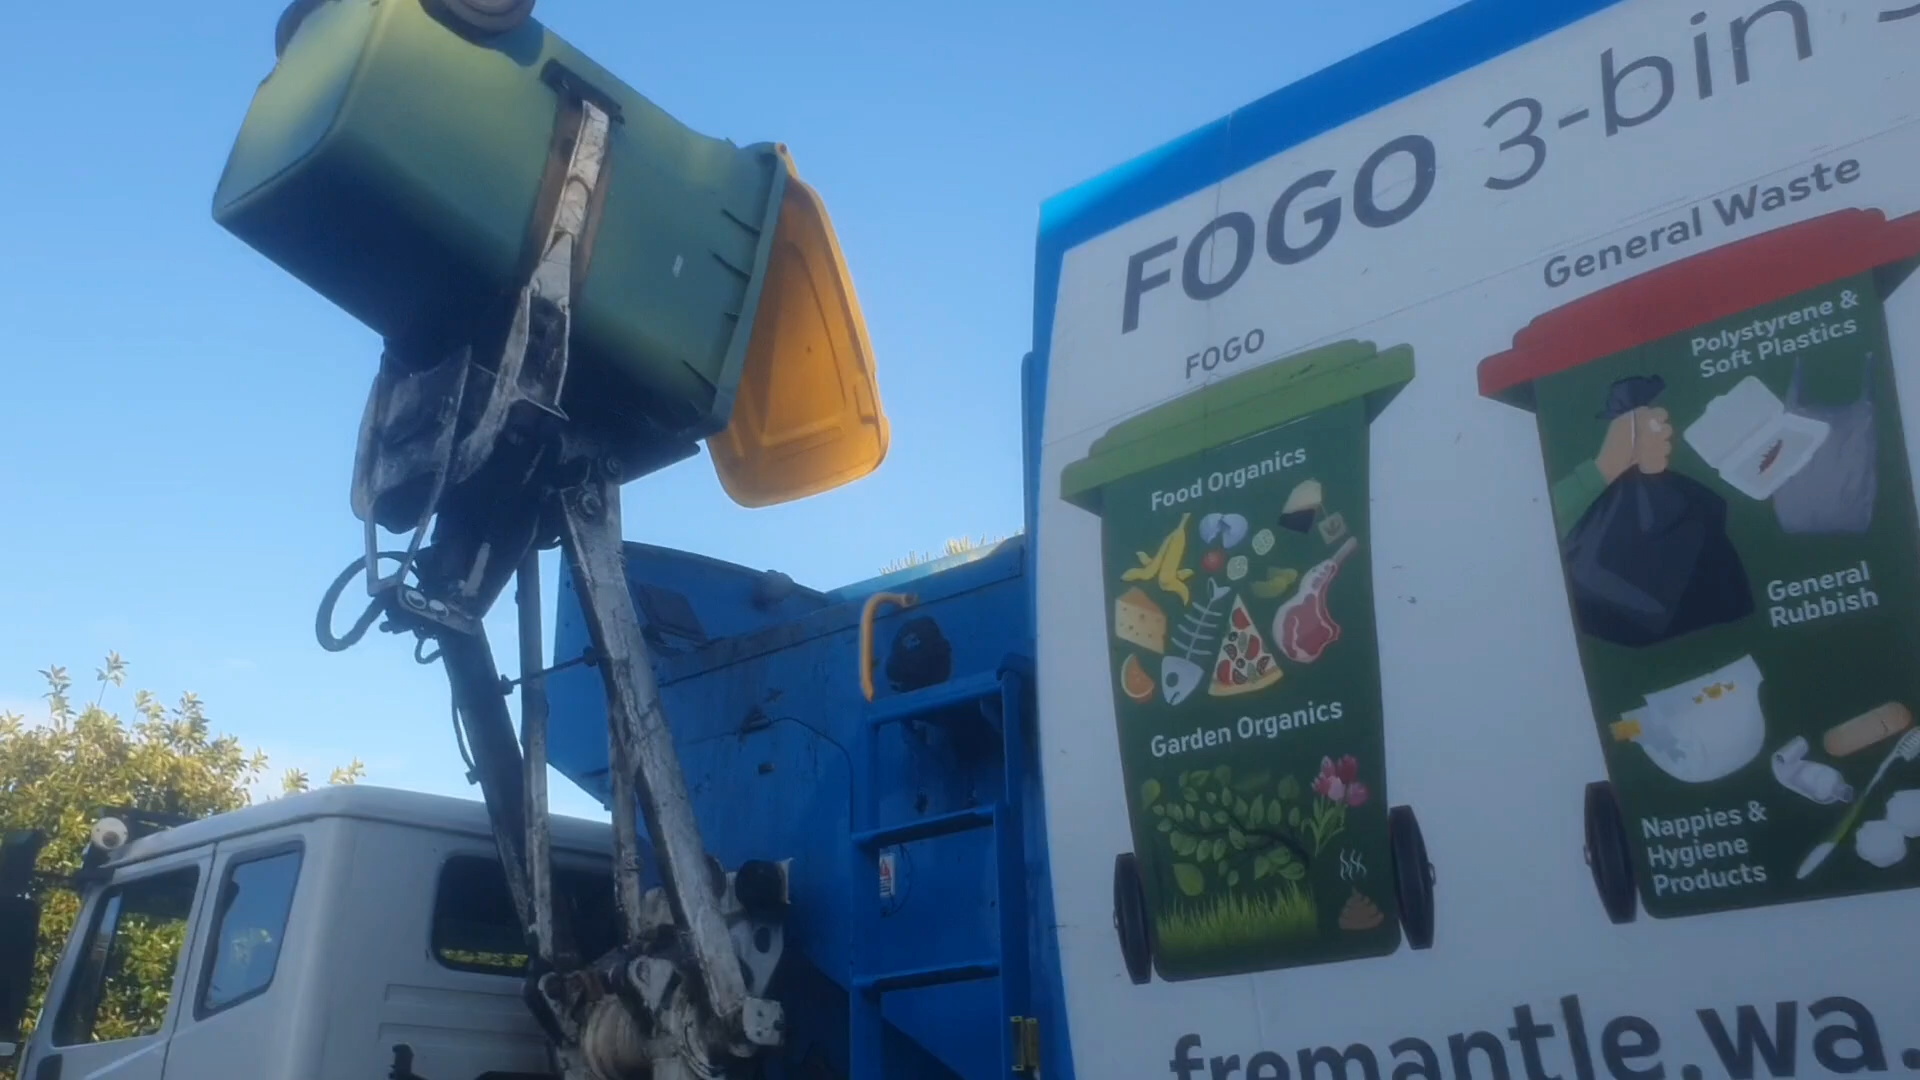 FOGO 3-bin
FOGO
General Waste
Food Organics
Garden Organics
Polystyrene &
Soft Plastics
General
Rubbish
Nappies &
Hygiene
Products
fremantle.wa.